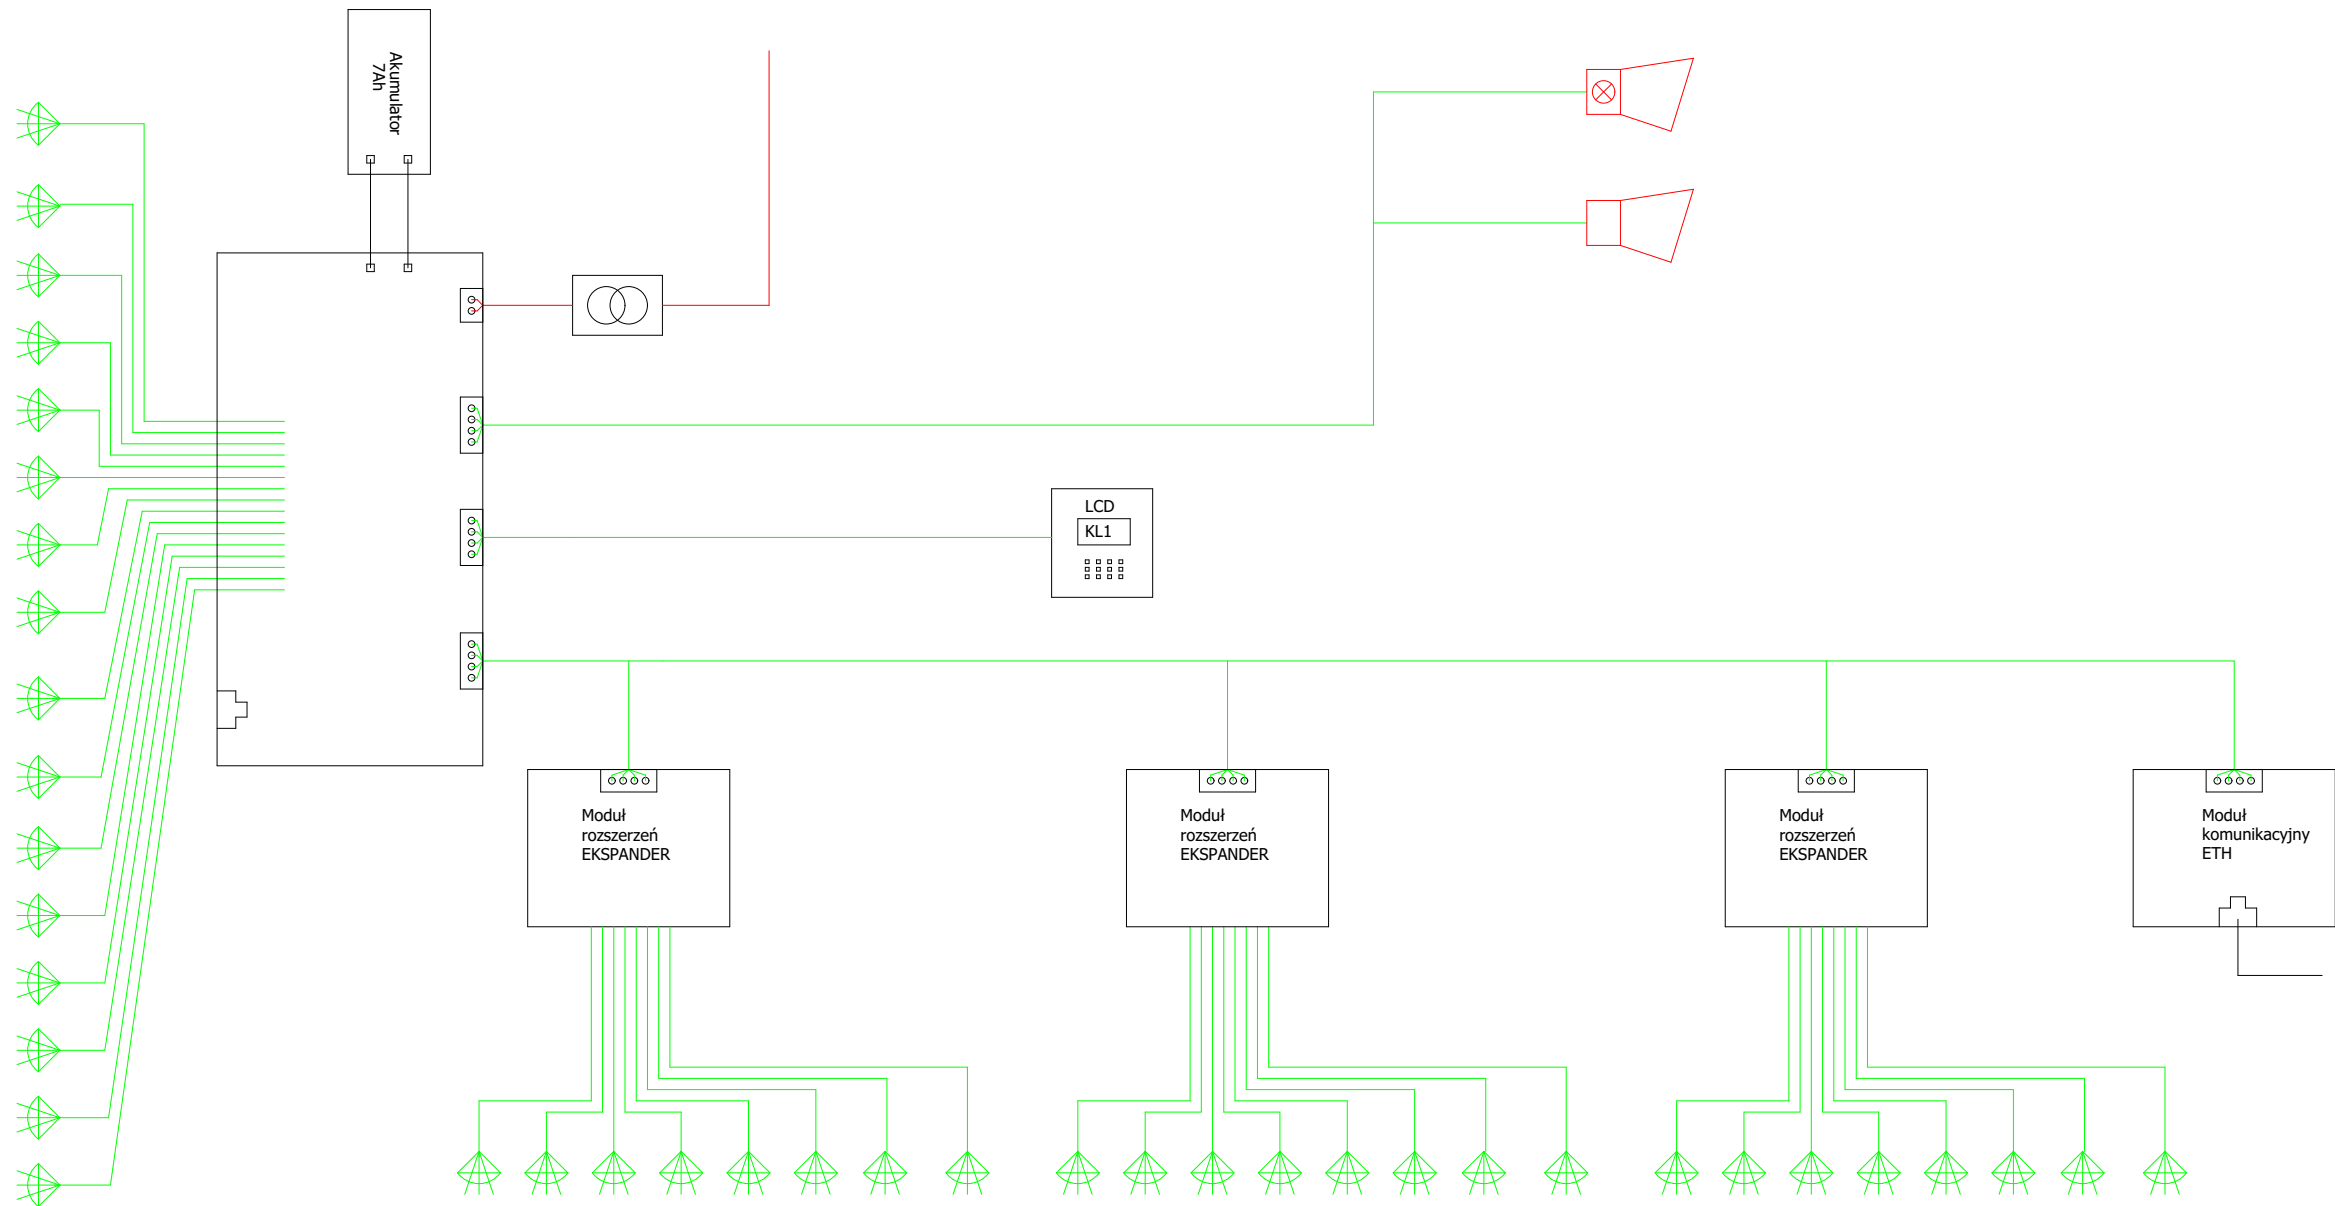 Akumulator
7Ah
LCD
KL1
Moduł
rozszerzeń
EKSPANDER
Moduł
rozszerzeń
EKSPANDER
Moduł
rozszerzeń
EKSPANDER
Moduł
komunikacyjny
ETH